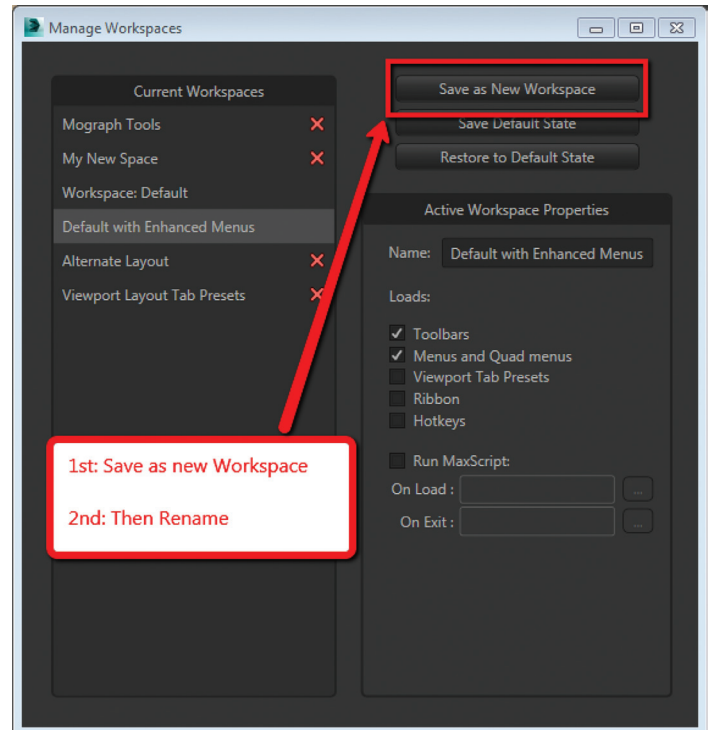 Manage Workspaces
Current Workspaces
Mograph Tools
My New Space
Workspace: Default
Default with Enhanced Menus
Alternate Layout
Viewport Layout Tab Presets
Save as New Workspace
Save Default State
Restore to Default State
Active Workspace Properties
Name: Default with Enhanced Menus
Loads:
Toolbars
Menus and Quad menus
Viewport Tab Presets
Ribbon
Hotkeys
Run MaxScript:
On Load : ...
On Exit : ...
1st: Save as new Workspace
2nd: Then Rename